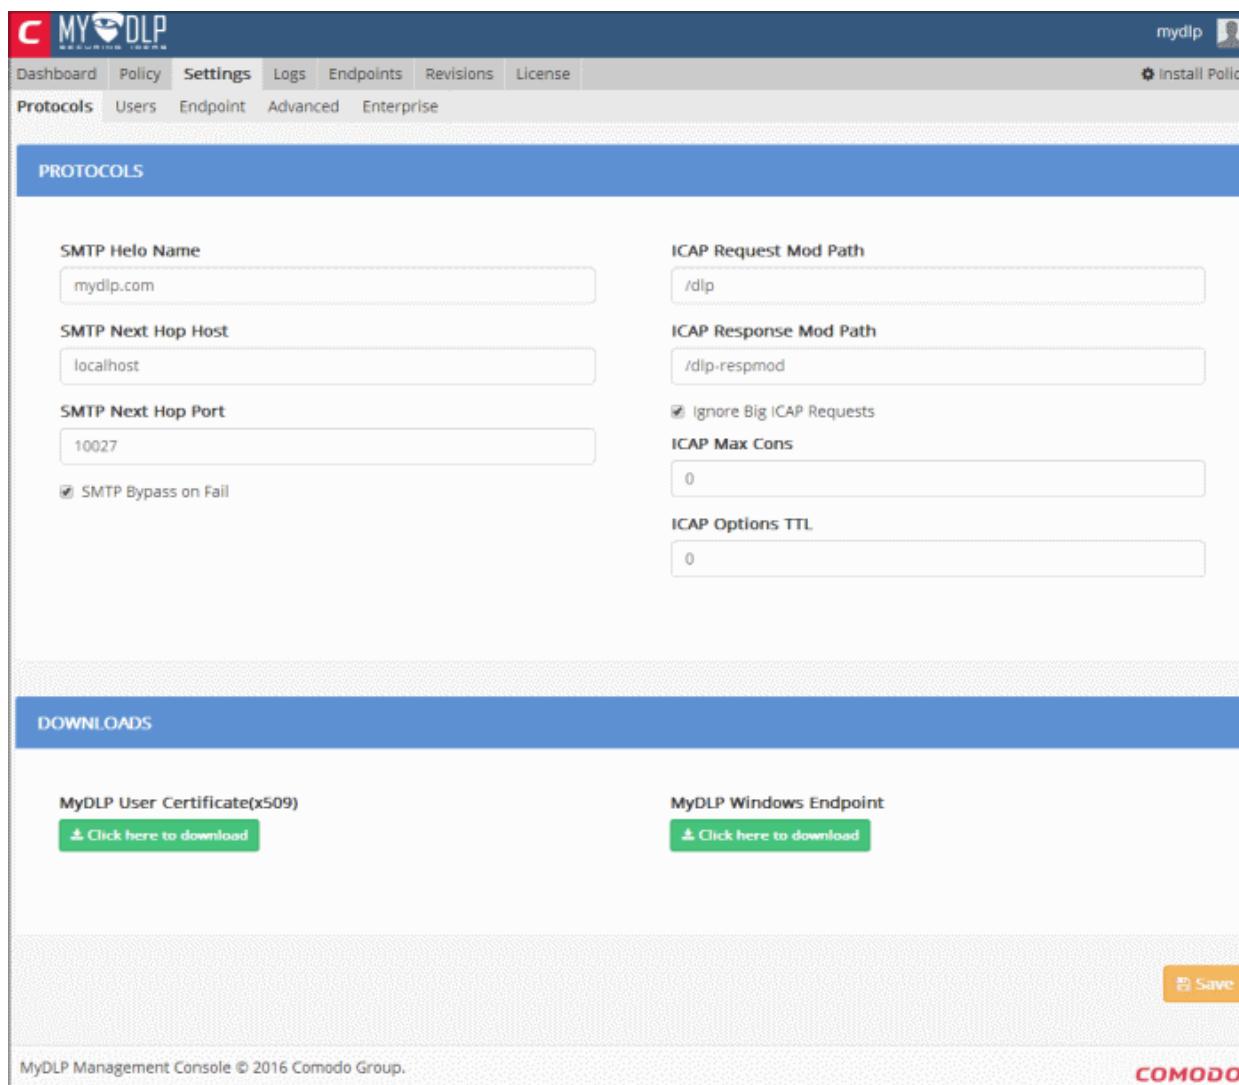 C MYDLP
SECURING IDEAS
mydlp
Dashboard Policy Settings Logs Endpoints Revisions License Install Polic
Protocols Users Endpoint Advanced Enterprise
PROTOCOLS
SMTP Helo Name
mydlp.com
SMTP Next Hop Host
localhost
SMTP Next Hop Port
10027
SMTP Bypass on Fail
ICAP Request Mod Path
/dlp
ICAP Response Mod Path
/dlp-respmod
Ignore Big ICAP Requests
ICAP Max Cons
0
ICAP Options TTL
0
DOWNLOADS
MyDLP User Certificate(x509)
Click here to download
MyDLP Windows Endpoint
Click here to download
Save
MyDLP Management Console © 2016 Comodo Group.
COMODO